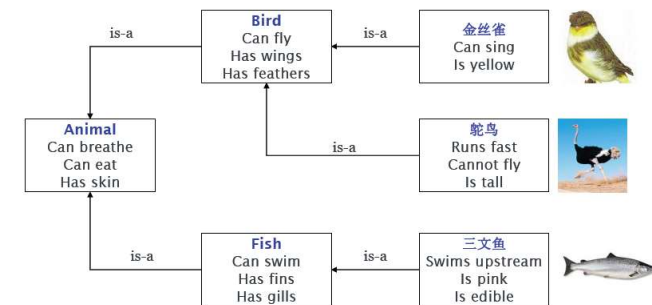 Bird
Can fly
Has wings
Has feathers
is-a
is-a
金丝雀
Can sing
Is yellow
Animal
Can breathe
Can eat
Has skin
is-a
鸵鸟
Runs fast
Cannot fly
Is tall
is-a
Fish
Can swim
Has fins
Has gills
is-a
三文鱼
Swims upstream
Is pink
Is edible